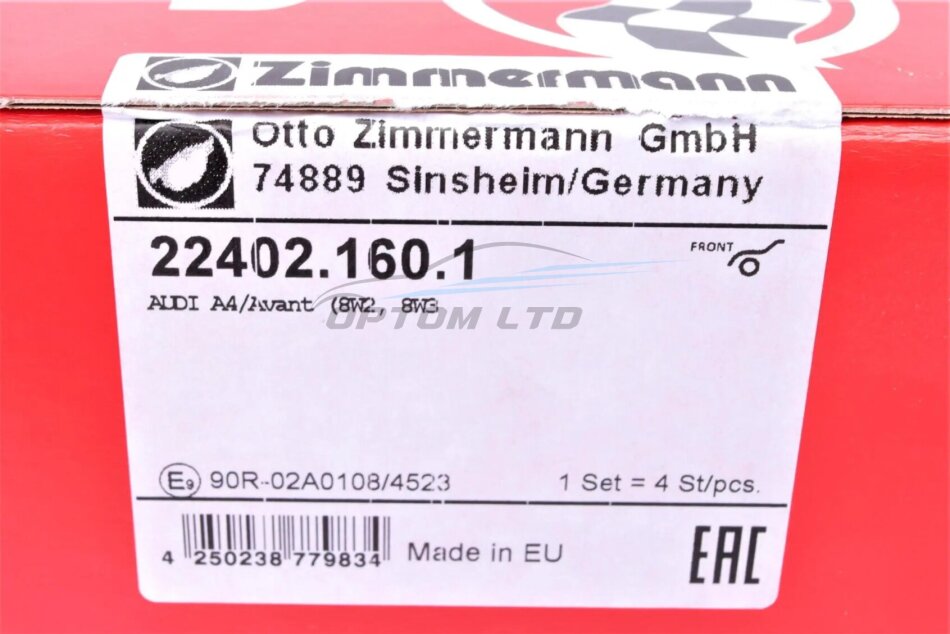 Zimmermann
Otto Zimmermann GmbH
74889 Sinsheim/Germany
22402.160.1
FRONT
AUDI A4/Avant (8W2, 8W3
OPTOM LTD
E9 90R-02A0108/4523
1 Set = 4 St/pcs.
4 250238 779834
Made in EU
EAC